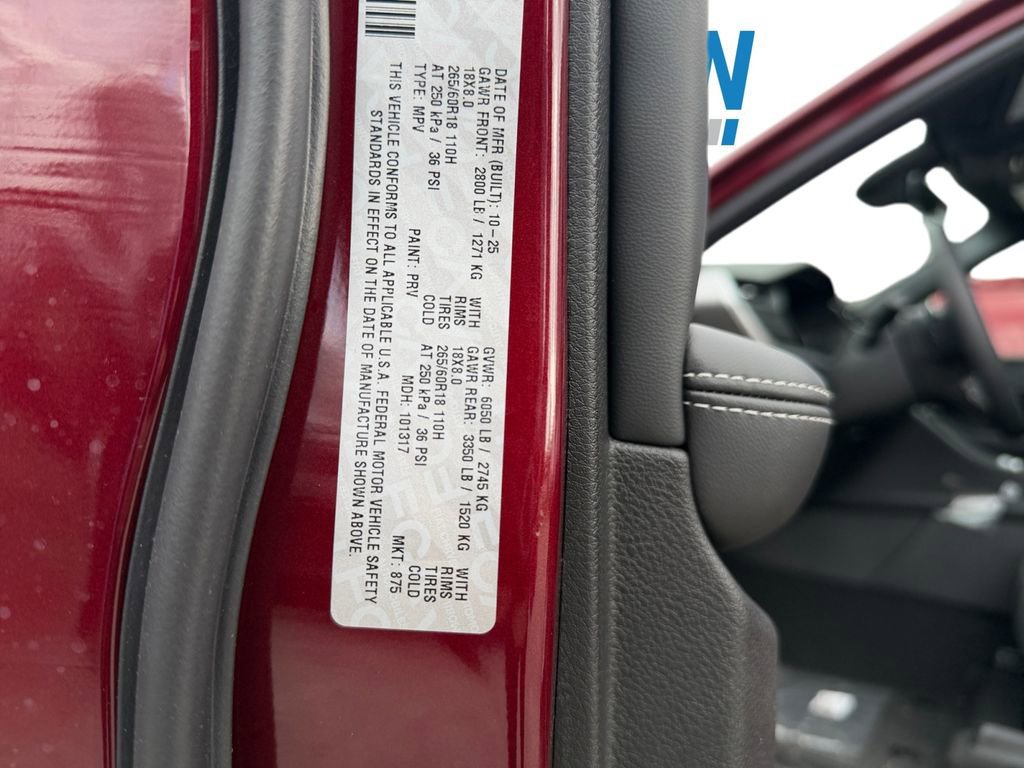 DATE OF MFR (BUILT): 10-25 GVWR: 6050 LB / 2745 KG
GAWR FRONT: 2800 LB / 1271 KG WITH GAWR REAR: 3350 LB / 1520 KG WITH
18X8.0 RIMS 18X8.0 RIMS
265/60R18 110H TIRES 265/60R18 110H TIRES
AT 250 kPa / 36 PSI COLD AT 250 kPa / 36 PSI COLD
TYPE: MPV PAINT: PRV MDH: 101317 MKT: 875
THIS VEHICLE CONFORMS TO ALL APPLICABLE U.S.A. FEDERAL MOTOR VEHICLE SAFETY
STANDARDS IN EFFECT ON THE DATE OF MANUFACTURE SHOWN ABOVE.